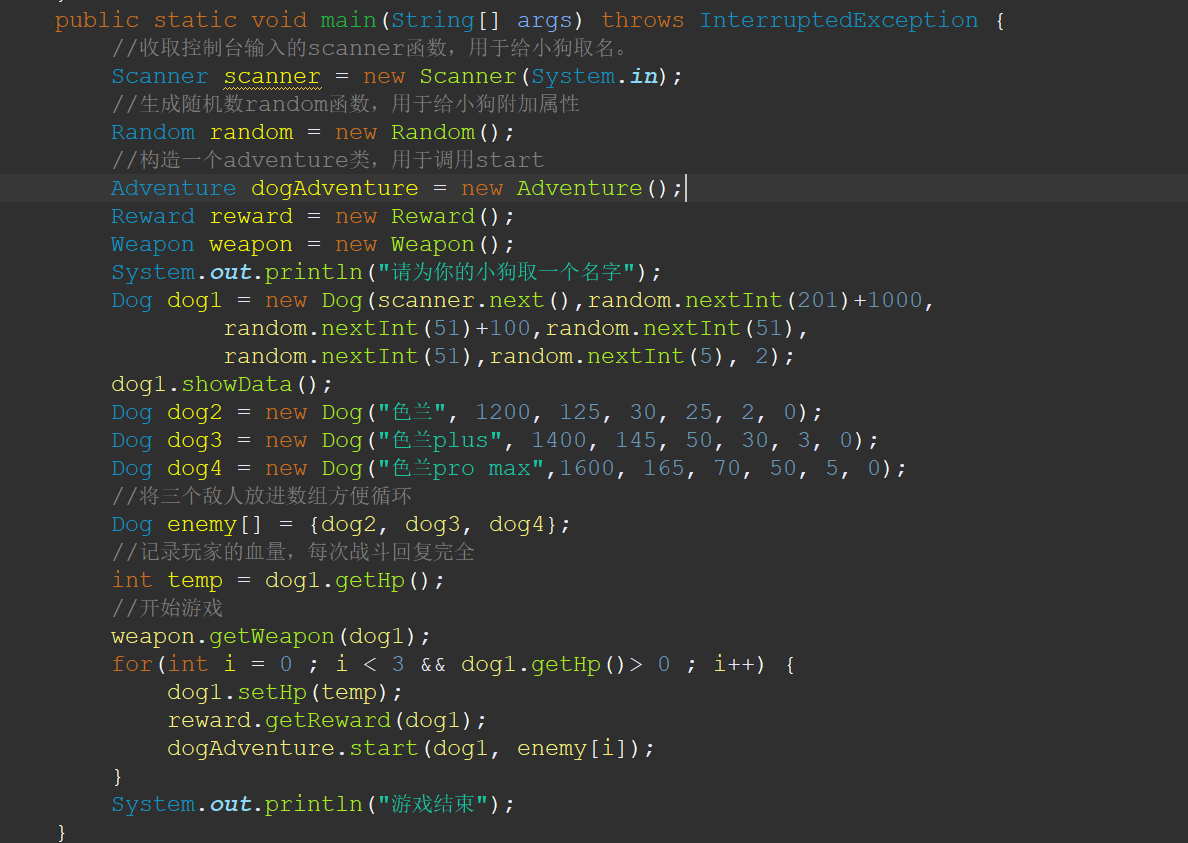 public static void main(String[] args) throws InterruptedException {
//收取控制台输入的scanner函数，用于给小狗取名。
Scanner scanner = new Scanner(System.in);
//生成随机数random函数，用于给小狗附加属性
Random random = new Random();
//构造一个adventure类，用于调用start
Adventure dogAdventure = new Adventure();
Reward reward = new Reward();
Weapon weapon = new Weapon();
System.out.println("请为你的小狗取一个名字");
Dog dog1 = new Dog(scanner.next(),random.nextInt(201)+1000,
random.nextInt(51)+100,random.nextInt(51),
random.nextInt(51),random.nextInt(5), 2);
dog1.showData();
Dog dog2 = new Dog("色兰", 1200, 125, 30, 25, 2, 0);
Dog dog3 = new Dog("色兰plus", 1400, 145, 50, 30, 3, 0);
Dog dog4 = new Dog("色兰pro max",1600, 165, 70, 50, 5, 0);
//将三个敌人放进数组方便循环
Dog enemy[] = {dog2, dog3, dog4};
//记录玩家的血量，每次战斗回复完全
int temp = dog1.getHp();
//开始游戏
weapon.getWeapon(dog1);
for(int i = 0 ; i < 3 && dog1.getHp()> 0 ; i++) {
dog1.setHp(temp);
reward.getReward(dog1);
dogAdventure.start(dog1, enemy[i]);
}
System.out.println("游戏结束");
}